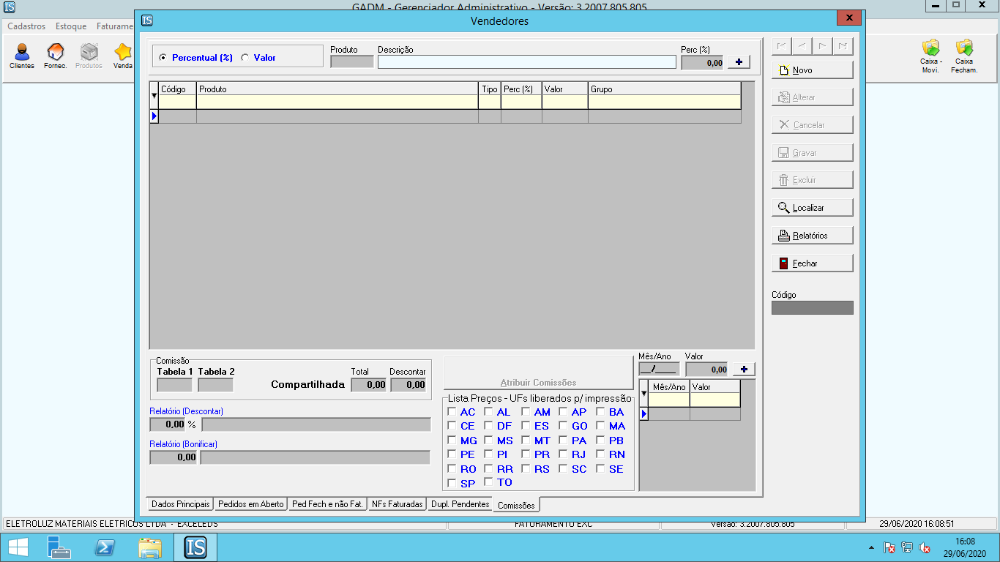 IS GADM - Gerenciador Administrativo - Versão: 3.2007.805.805
IS Vendedores
Cadastros Estoque Faturame
Clientes Fornec. Produtos Venda
Caixa - Movi. Caixa Fecham.
Percentual (%) Valor
Produto Descrição Perc (%)
0,00
Código Produto Tipo Perc (%) Valor Grupo
Novo
Alterar
Cancelar
Gravar
Excluir
Localizar
Relatórios
Fechar
Código
Comissão
Tabela 1 Tabela 2
Compartilhada
Total Descontar
0,00 0,00
Relatório (Descontar)
0,00 %
Relatório (Bonificar)
0,00
Atribuir Comissões
Lista Preços - UFs liberados p/ impressão
AC AL AM AP BA
CE DF ES GO MA
MG MS MT PA PB
PE PI PR RJ RN
RO RR RS SC SE
SP TO
Mês/Ano Valor
__/____ 0,00
Mês/Ano Valor
Dados Principais Pedidos em Aberto Ped Fech e não Fat. NFs Faturadas Dupl. Pendentes Comissões
ELETROLUZ MATERIAIS ELETRICOS LTDA - EXCELEDS FATURAMENTO EXC Versão: 3.2007.805.805 29/06/2020 16:08:51
IS
16:08
29/06/2020